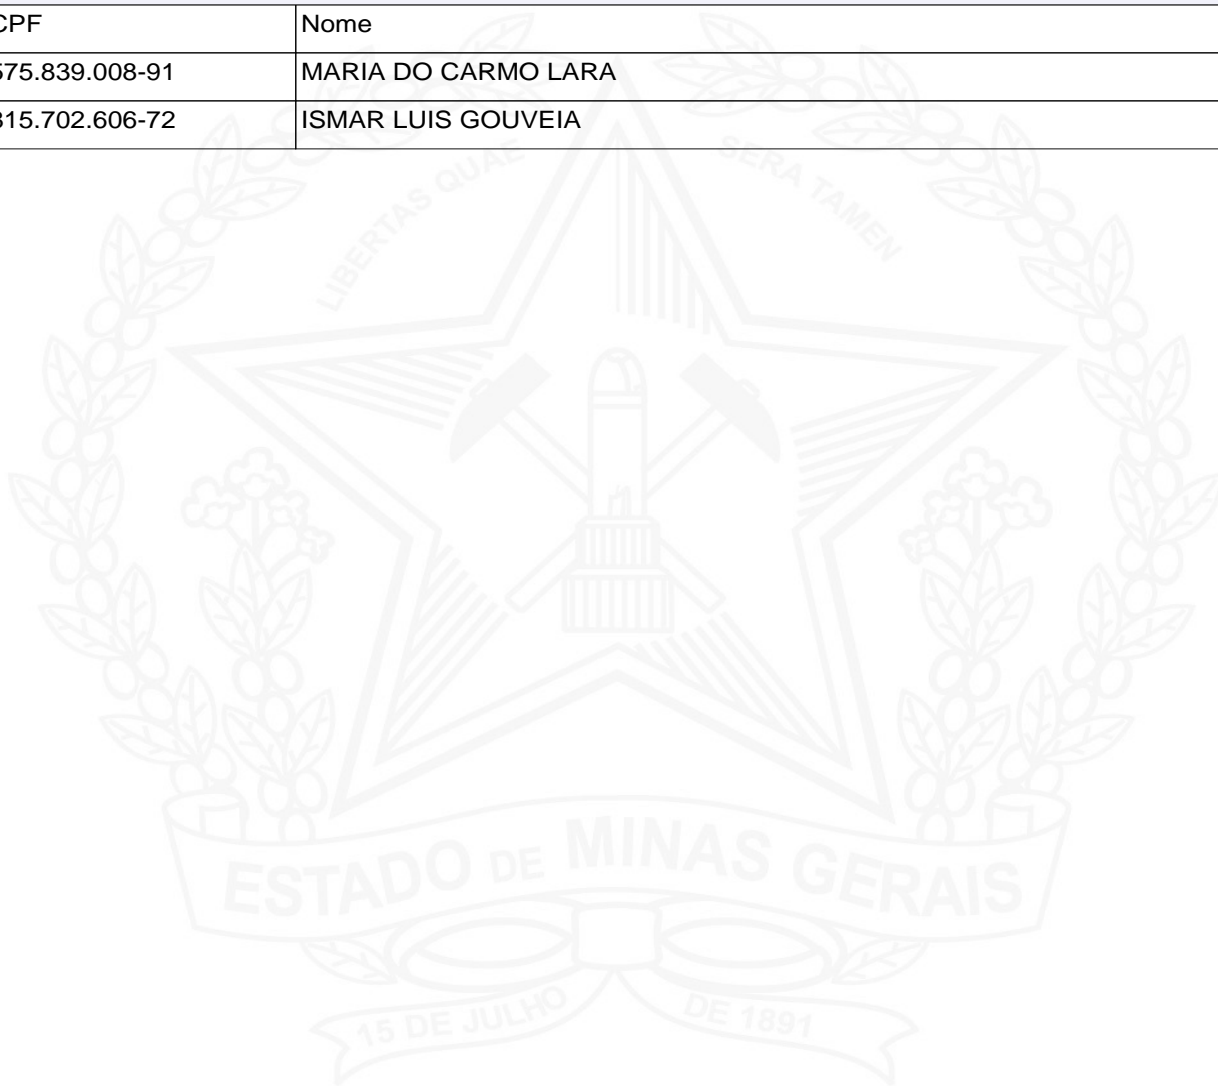 CPF Nome
575.839.008-91 MARIA DO CARMO LARA
815.702.606-72 ISMAR LUIS GOUVEIA
LIBERTAS QUAE SERA TAMEN
ESTADO DE MINAS GERAIS
15 DE JULHO DE 1891